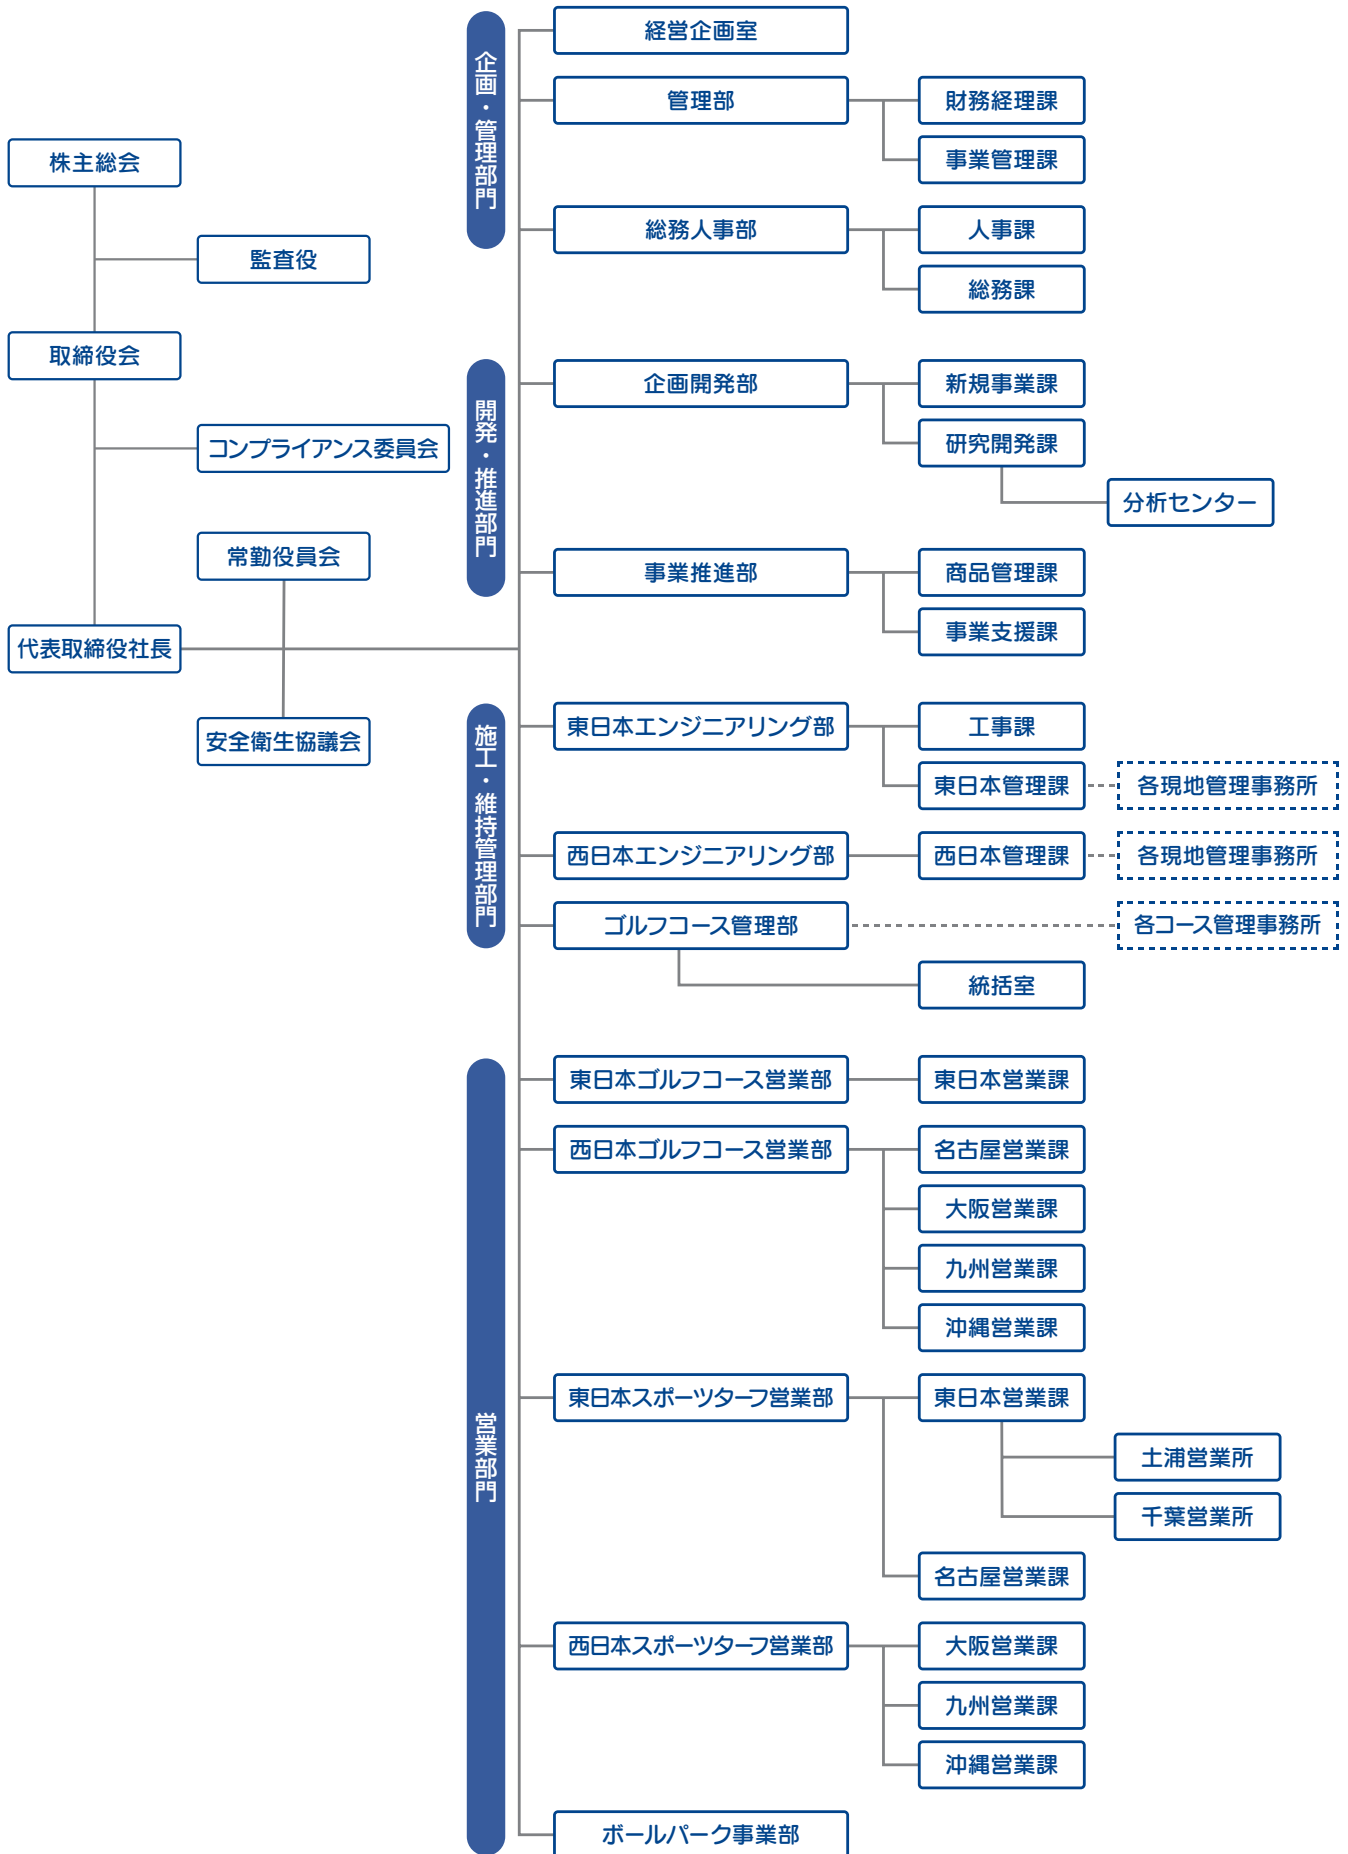 株主総会
監査役
取締役会
コンプライアンス委員会
常勤役員会
代表取締役社長
安全衛生協議会
企画・管理部門
経営企画室
管理部
財務経理課
事業管理課
総務人事部
人事課
総務課
開発・推進部門
企画開発部
新規事業課
研究開発課
分析センター
事業推進部
商品管理課
事業支援課
施工・維持管理部門
東日本エンジニアリング部
工事課
東日本管理課
各現地管理事務所
西日本エンジニアリング部
西日本管理課
各現地管理事務所
ゴルフコース管理部
各コース管理事務所
統括室
営業部門
東日本ゴルフコース営業部
東日本営業課
西日本ゴルフコース営業部
名古屋営業課
大阪営業課
九州営業課
沖縄営業課
東日本スポーツターフ営業部
東日本営業課
土浦営業所
千葉営業所
名古屋営業課
西日本スポーツターフ営業部
大阪営業課
九州営業課
沖縄営業課
ボールパーク事業部